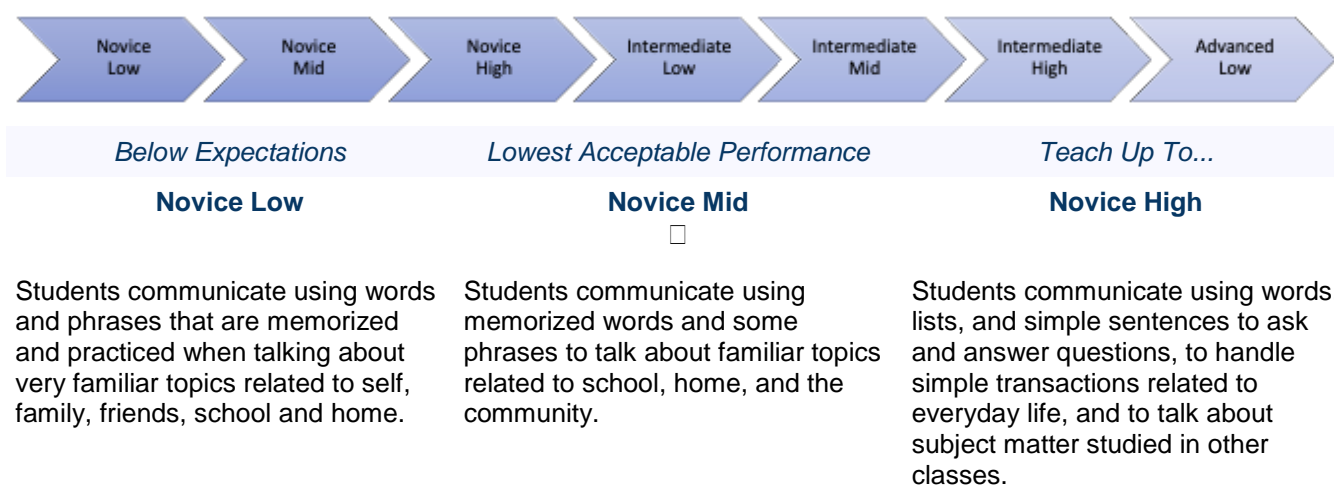 Novice
Low
Novice
Mid
Novice
High
Intermediate
Low
Intermediate
Mid
Intermediate
High
Advanced
Low
Below Expectations
Lowest Acceptable Performance
Teach Up To...
Novice Low
Novice Mid
Novice High
Students communicate using words
and phrases that are memorized
and practiced when talking about
very familiar topics related to self,
family, friends, school and home.
Students communicate using
memorized words and some
phrases to talk about familiar topics
related to school, home, and the
community.
Students communicate using words
lists, and simple sentences to ask
and answer questions, to handle
simple transactions related to
everyday life, and to talk about
subject matter studied in other
classes.